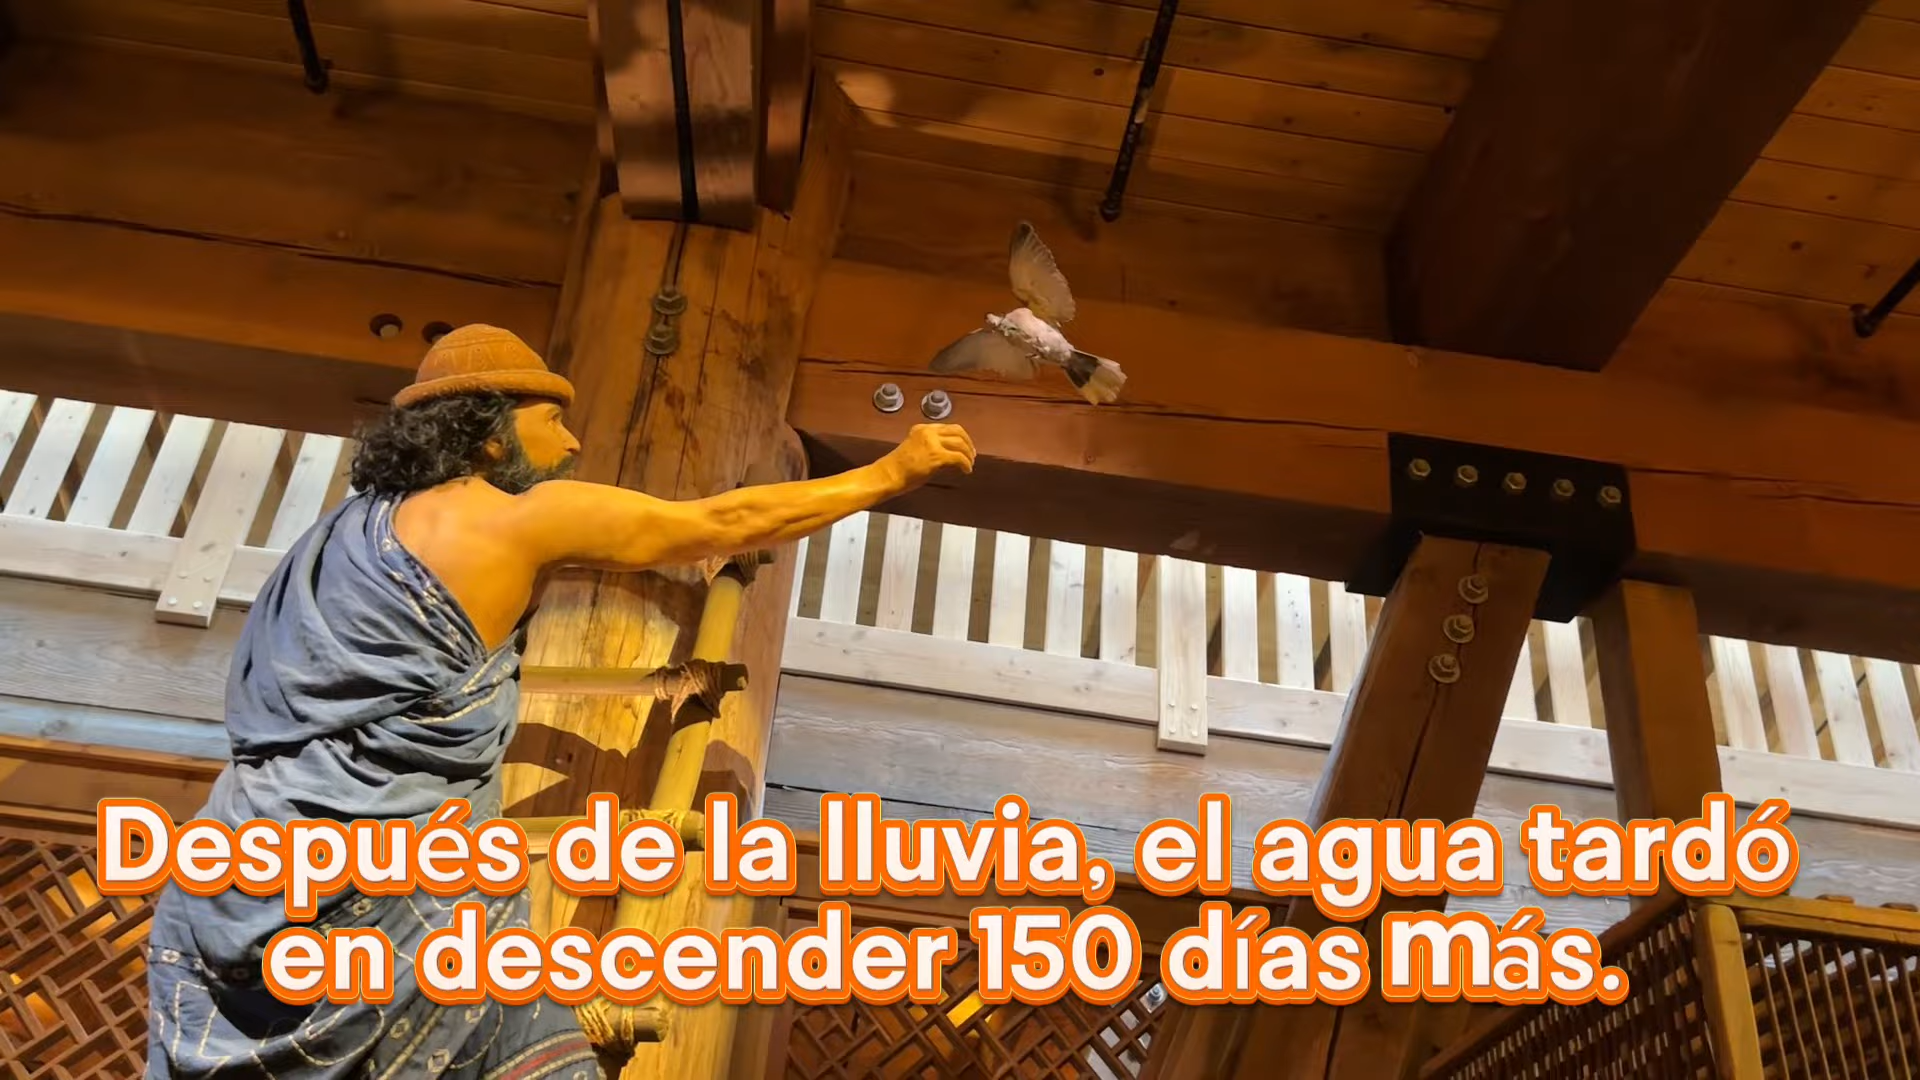 Después de la lluvia, el agua tardó
en descender 150 días más.